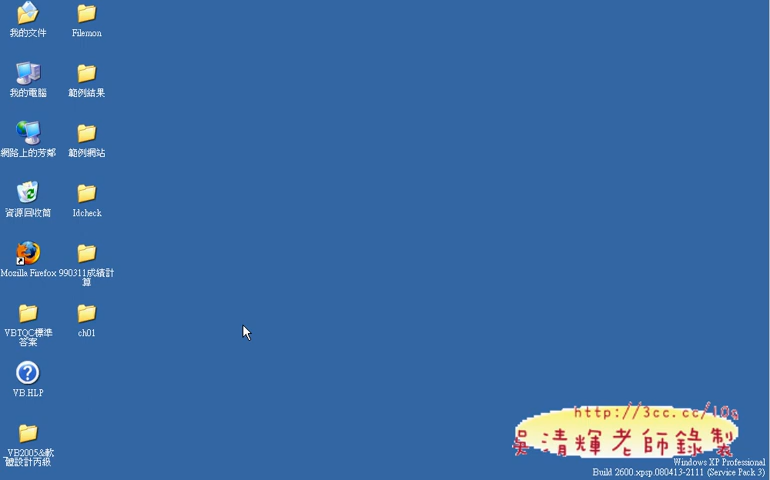 我的文件
Filemon
我的電腦
範例結果
網路上的芳鄰
範例網站
資源回收筒
Idcheck
Mozilla Firefox
990311成績計
算
VBTQC標準
答案
ch01
VB.HLP
_VB2005&軟
體設計丙級
http://3cc.cc/10a
吳清輝老師錄製
Windows XP Professional
Build 2600.xpsp.080413-2111 (Service Pack 3)